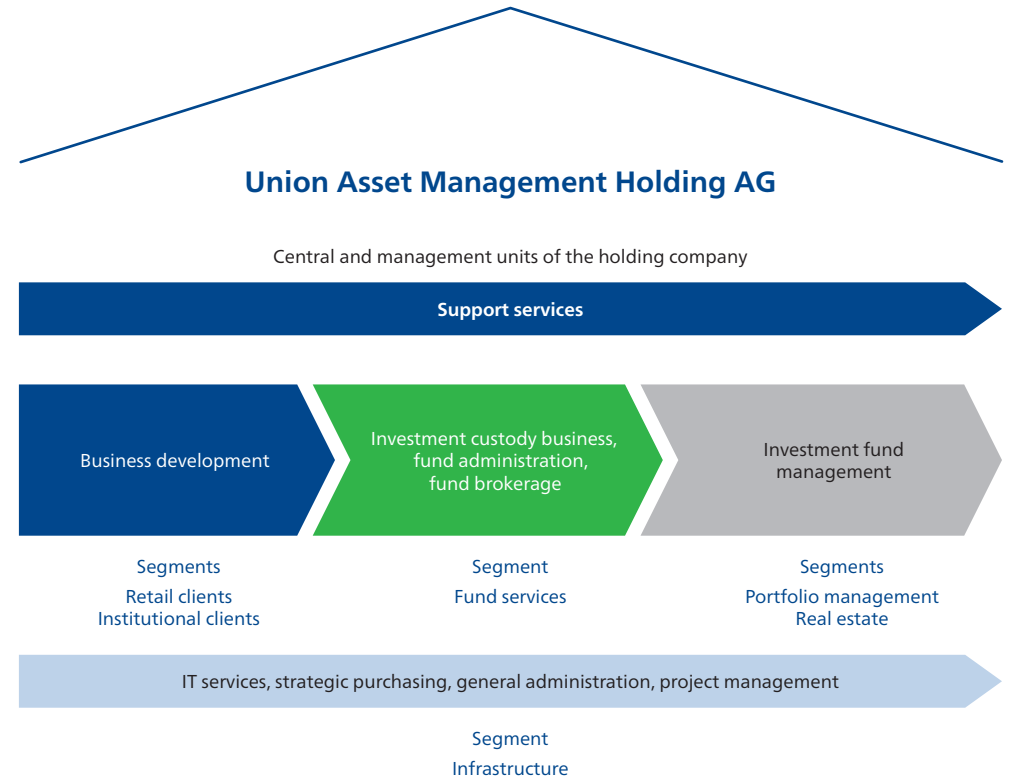 Union Asset Management Holding AG
Central and management units of the holding company
Support services
Business development
Investment custody business,
fund administration,
fund brokerage
Investment fund
management
Segments
Retail clients
Institutional clients
Segment
Fund services
Segments
Portfolio management
Real estate
IT services, strategic purchasing, general administration, project management
Segment
Infrastructure